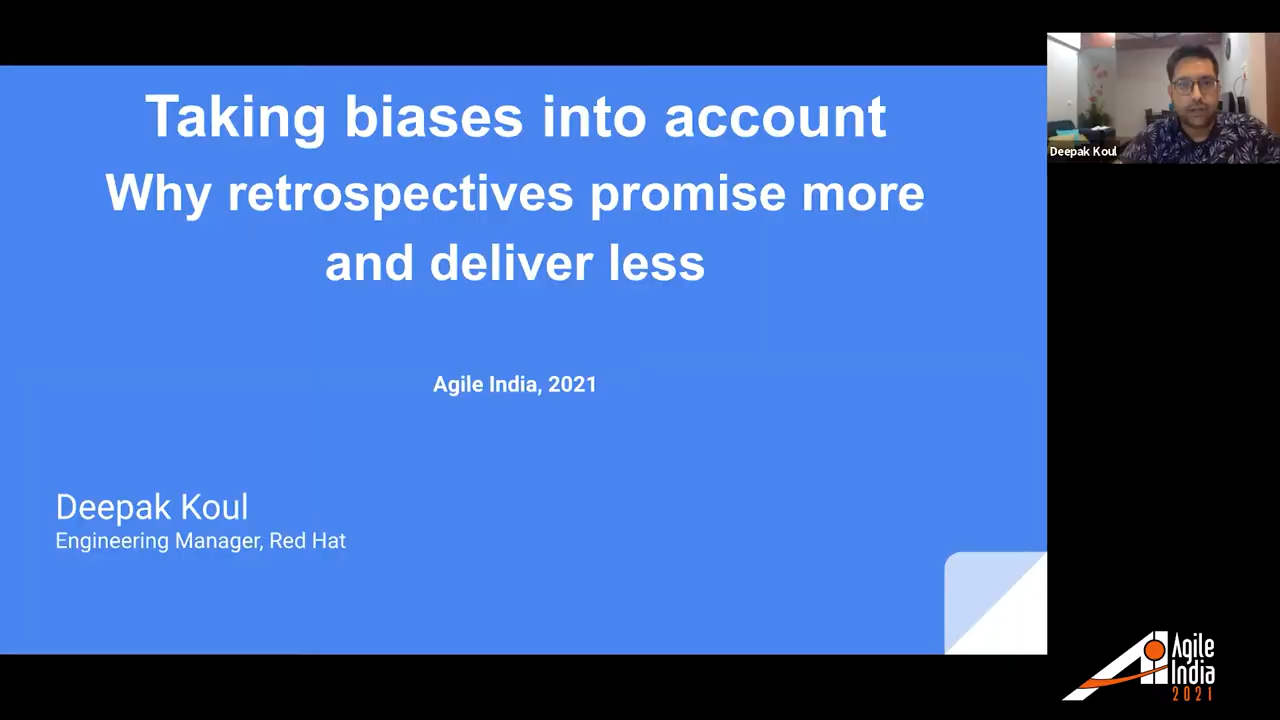 Taking biases into account
Why retrospectives promise more
and deliver less
Agile India, 2021
Deepak Koul
Engineering Manager, Red Hat
Deepak Koul
Agile
India
2021